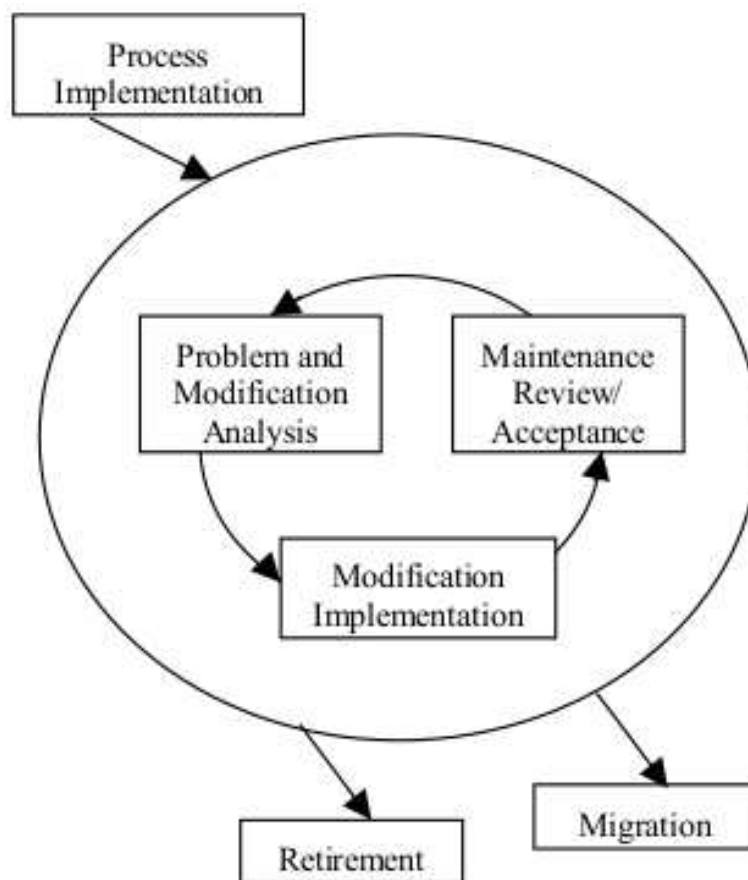 Process
Implementation
Problem and
Modification
Analysis
Maintenance
Review/
Acceptance
Modification
Implementation
Migration
Retirement